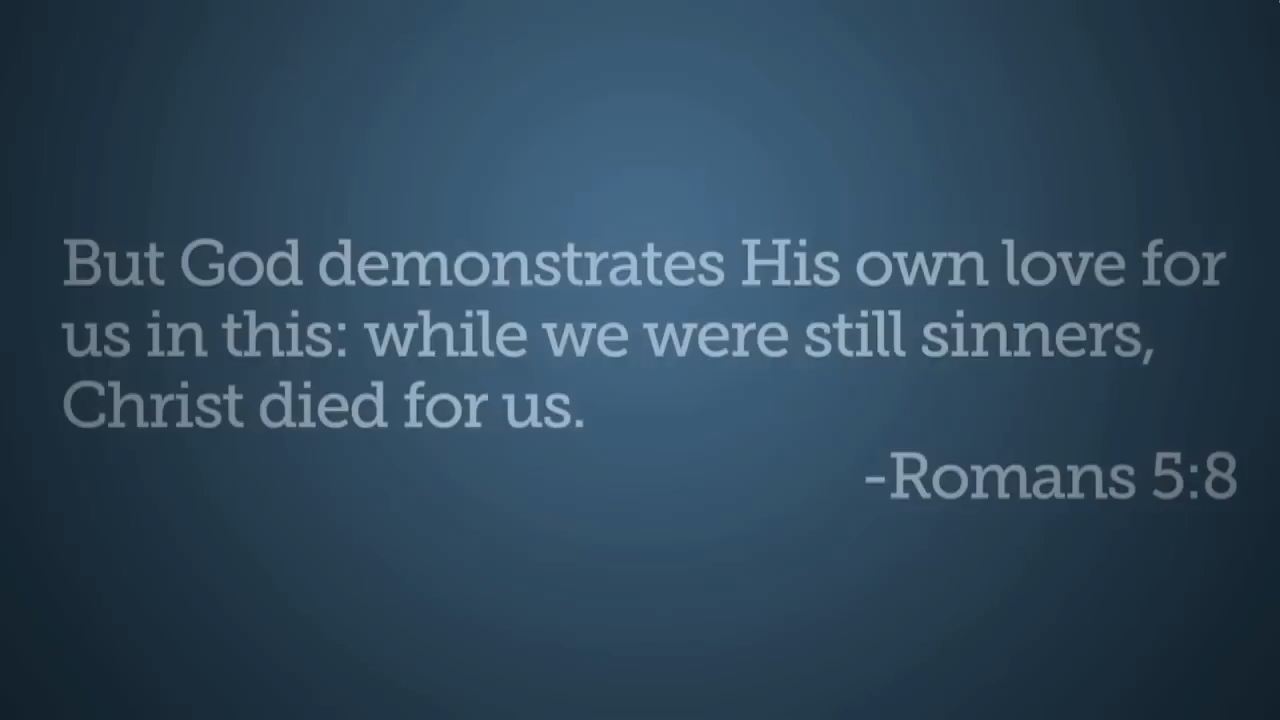 But God demonstrates His own love for
us in this: while we were still sinners,
Christ died for us.
-Romans 5:8